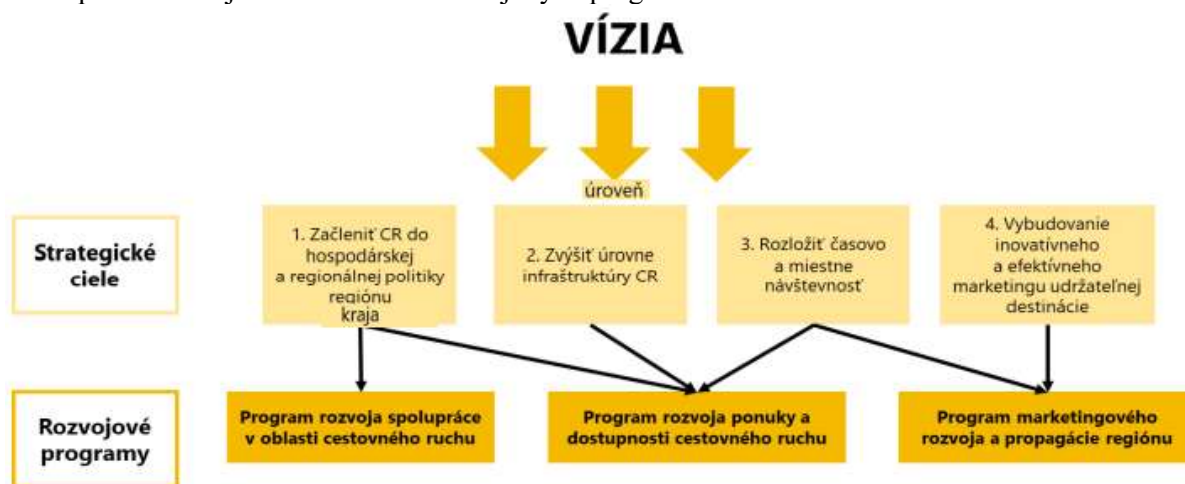 VÍZIA
úroveň
Strategické
ciele
1. Začleniť CR do
hospodárskej
a regionálnej politiky
regiónu
kraja
2. Zvýšiť úrovne
infraštruktúry CR
3. Rozložiť časovo
a miestne
návštevnosť
4. Vybudovanie
inovatívneho
a efektívneho
marketingu udržateľnej
destinácie
Rozvojové
programy
Program rozvoja spolupráce
v oblasti cestovného ruchu
Program rozvoja ponuky a
dostupnosti cestovného ruchu
Program marketingového
rozvoja a propagácie regiónu